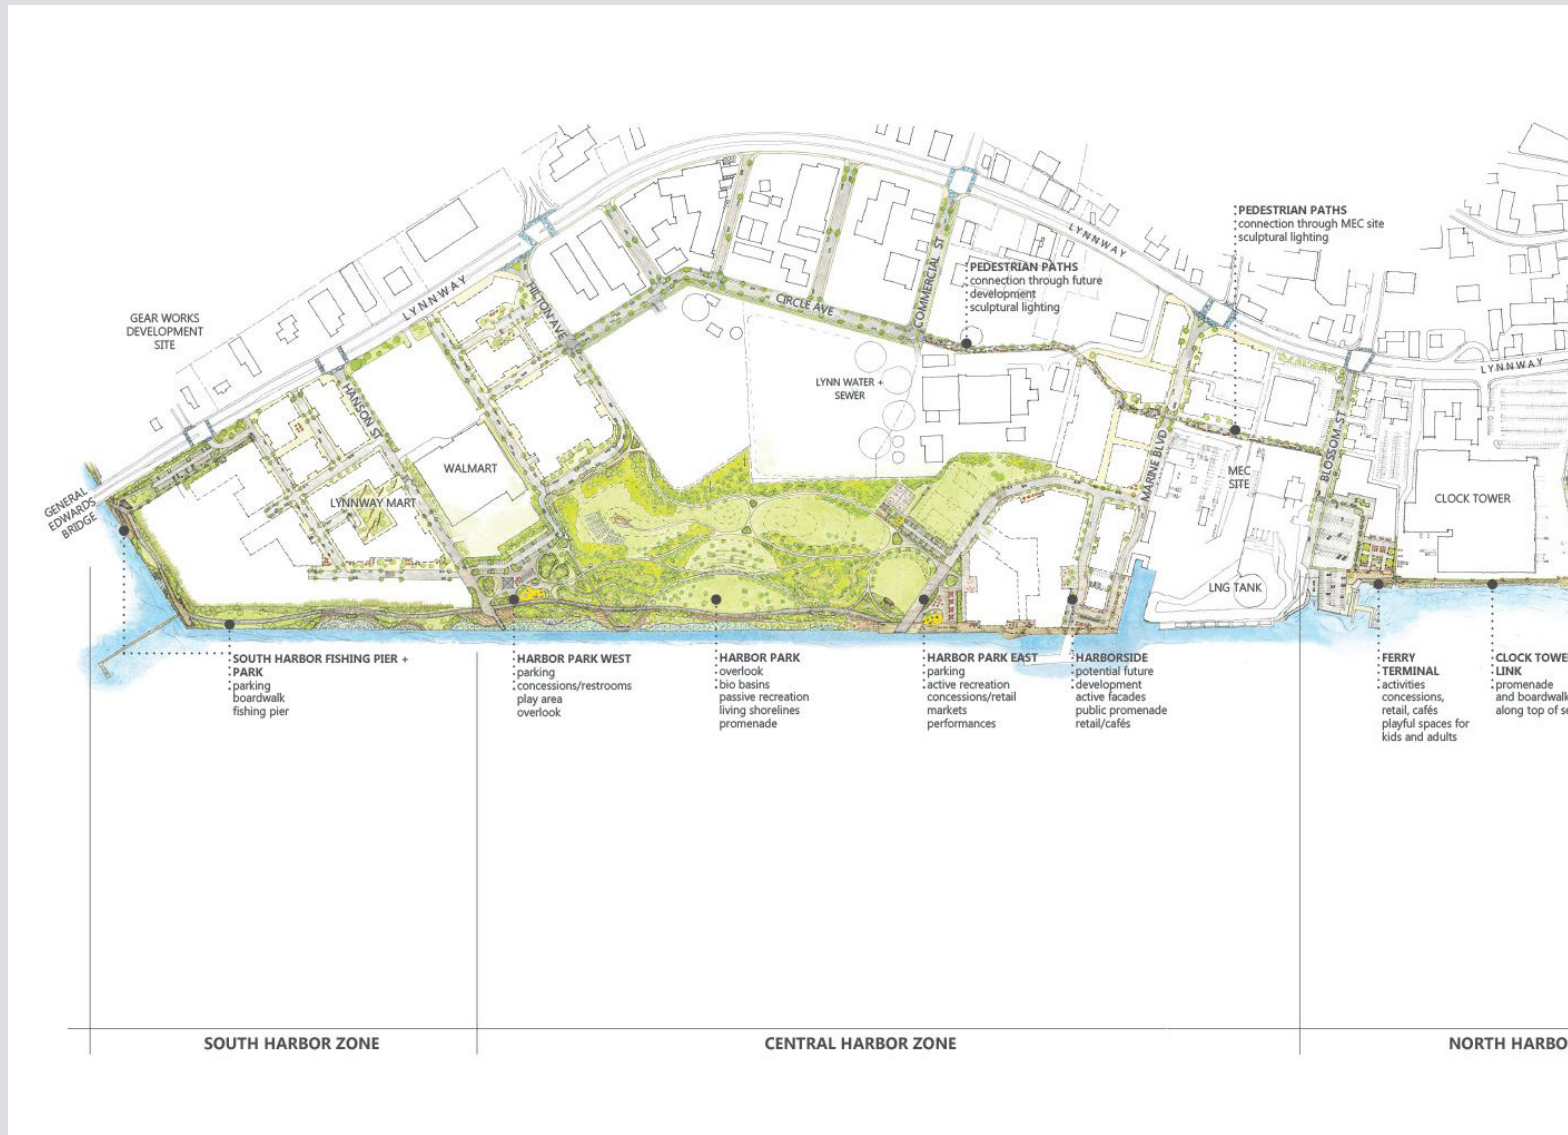 PEDESTRIAN PATHS
connection through MEC site
sculptural lighting
LYNNWAY
PEDESTRIAN PATHS
connection through future
development
sculptural lighting
COMMERCIAL ST
CIRCLE AVE
HILTON AVE
LYNNWAY
GEAR WORKS
DEVELOPMENT
SITE
LYNNWAY
LYNN WATER +
SEWER
HANSON ST
BLOSSOM ST
MARINE BLVD
WALMART
MEC
SITE
LYNNWAY MART
CLOCK TOWER
GENERAL
EDWARDS
BRIDGE
LNG TANK
SOUTH HARBOR FISHING PIER +
PARK
parking
boardwalk
fishing pier
HARBOR PARK WEST
parking
concessions/restrooms
play area
overlook
HARBOR PARK
overlook
bio basins
passive recreation
living shorelines
promenade
HARBOR PARK EAST
parking
active recreation
concessions/retail
markets
performances
HARBORSIDE
potential future
development
active facades
public promenade
retail/cafés
FERRY
TERMINAL
activities
concessions,
retail, cafés
playful spaces for
kids and adults
CLOCK TOWE
LINK
promenade
and boardwalk
along top of se
SOUTH HARBOR ZONE
CENTRAL HARBOR ZONE
NORTH HARBO